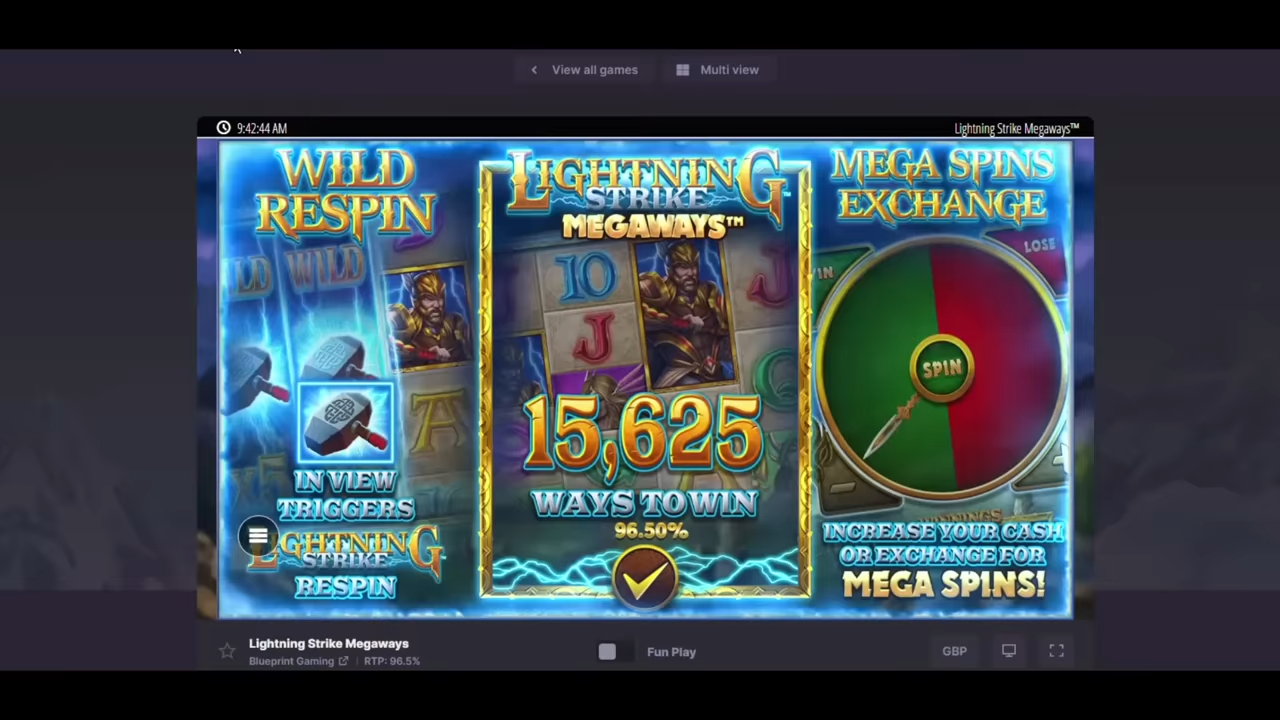 View all games
Multi view
9:42:44 AM
Lightning Strike Megaways™
WILD
RESPIN
WILD
IN VIEW
TRIGGERS
LIGHTNING
STRIKE
RESPIN
LIGHTNING
STRIKE
MEGAWAYS™
10
J
J
A
15,625
WAYS TO WIN
96.50%
MEGA SPINS
EXCHANGE
LOSE
SPIN
WINNINGS
INCREASE YOUR CASH
OR EXCHANGE FOR
MEGA SPINS!
Lightning Strike Megaways
Blueprint Gaming | RTP: 96.5%
Fun Play
GBP